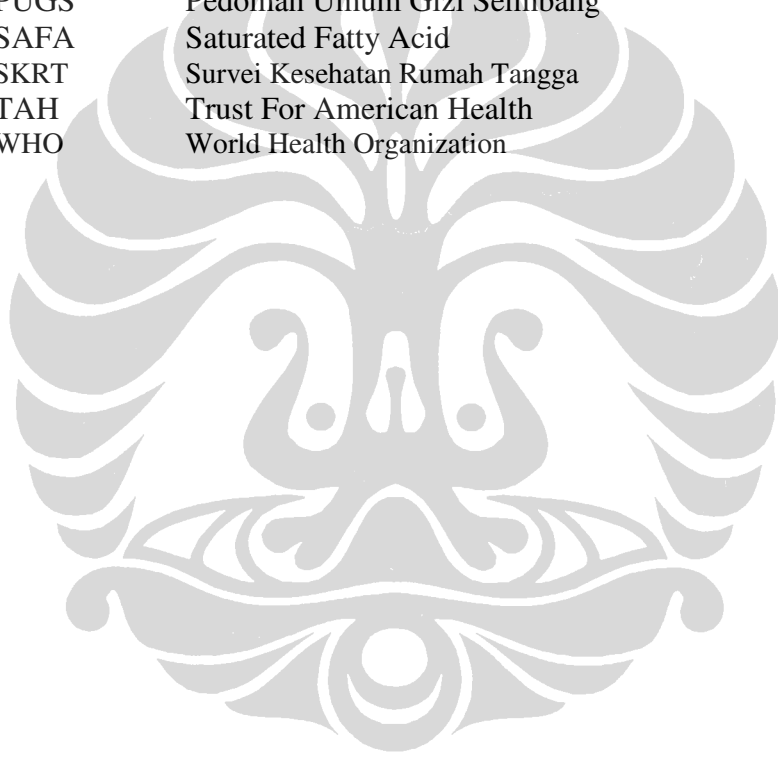 PUGS Pedoman Umum Gizi Seimbang
SAFA Saturated Fatty Acid
SKRT Survei Kesehatan Rumah Tangga
TAH Trust For American Health
WHO World Health Organization